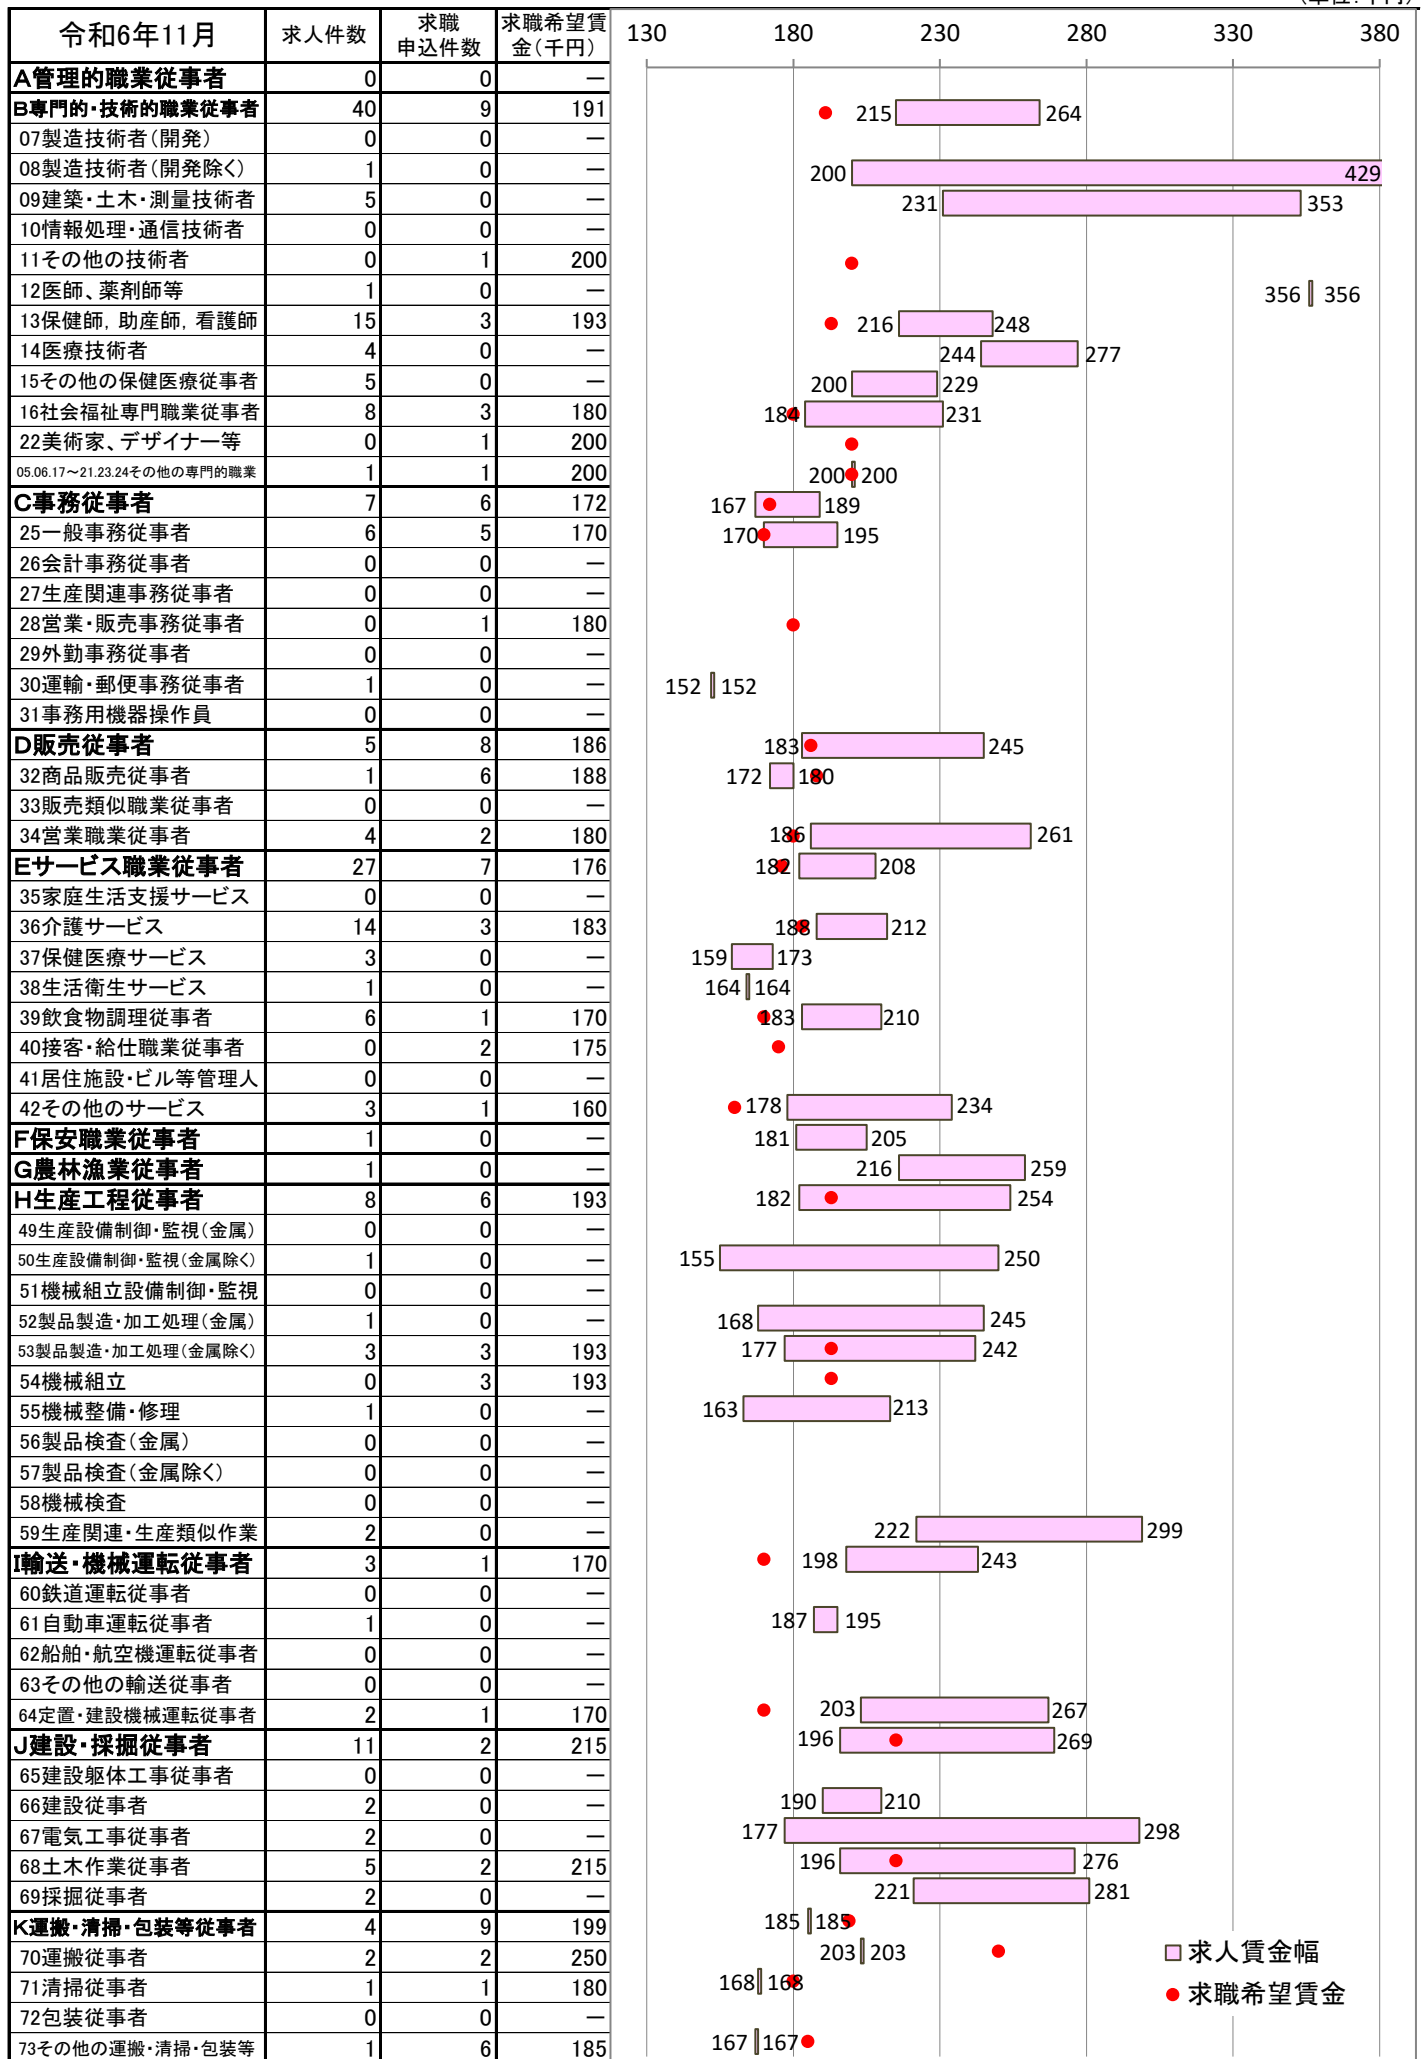 令和6年11月 求人件数 求職申込件数 求職希望賃金(千円) 130 180 230 280 330 380
A管理的職業従事者 0 0 —
B専門的・技術的職業従事者 40 9 191 215 264
07製造技術者(開発) 0 0 —
08製造技術者(開発除く) 1 0 — 200 429
09建築・土木・測量技術者 5 0 — 231 353
10情報処理・通信技術者 0 0 —
11その他の技術者 0 1 200
12医師、薬剤師等 1 0 — 356 356
13保健師, 助産師, 看護師 15 3 193 216 248
14医療技術者 4 0 — 244 277
15その他の保健医療従事者 5 0 — 200 229
16社会福祉専門職業従事者 8 3 180 184 231
22美術家、デザイナー等 0 1 200
05.06.17～21.23.24その他の専門的職業 1 1 200 200 200
C事務従事者 7 6 172 167 189
25一般事務従事者 6 5 170 170 195
26会計事務従事者 0 0 —
27生産関連事務従事者 0 0 —
28営業・販売事務従事者 0 1 180
29外勤事務従事者 0 0 —
30運輸・郵便事務従事者 1 0 — 152 152
31事務用機器操作員 0 0 —
D販売従事者 5 8 186 183 245
32商品販売従事者 1 6 188 172 180
33販売類似職業従事者 0 0 —
34営業職業従事者 4 2 180 186 261
Eサービス職業従事者 27 7 176 182 208
35家庭生活支援サービス 0 0 —
36介護サービス 14 3 183 188 212
37保健医療サービス 3 0 — 159 173
38生活衛生サービス 1 0 — 164 164
39飲食物調理従事者 6 1 170 183 210
40接客・給仕職業従事者 0 2 175
41居住施設・ビル等管理人 0 0 —
42その他のサービス 3 1 160 178 234
F保安職業従事者 1 0 — 181 205
G農林漁業従事者 1 0 — 216 259
H生産工程従事者 8 6 193 182 254
49生産設備制御・監視(金属) 0 0 —
50生産設備制御・監視(金属除く) 1 0 — 155 250
51機械組立設備制御・監視 0 0 —
52製品製造・加工処理(金属) 1 0 — 168 245
53製品製造・加工処理(金属除く) 3 3 193 177 242
54機械組立 0 3 193
55機械整備・修理 1 0 — 163 213
56製品検査(金属) 0 0 —
57製品検査(金属除く) 0 0 —
58機械検査 0 0 —
59生産関連・生産類似作業 2 0 — 222 299
I輸送・機械運転従事者 3 1 170 198 243
60鉄道運転従事者 0 0 —
61自動車運転従事者 1 0 — 187 195
62船舶・航空機運転従事者 0 0 —
63その他の輸送従事者 0 0 —
64定置・建設機械運転従事者 2 1 170 203 267
J建設・採掘従事者 11 2 215 196 269
65建設躯体工事従事者 0 0 —
66建設従事者 2 0 — 190 210
67電気工事従事者 2 0 — 177 298
68土木作業従事者 5 2 215 196 276
69採掘従事者 2 0 — 221 281
K運搬・清掃・包装等従事者 4 9 199 185 185
70運搬従事者 2 2 250 203 203 求人賃金幅
71清掃従事者 1 1 180 168 168 求職希望賃金
72包装従事者 0 0 —
73その他の運搬・清掃・包装等 1 6 185 167 167